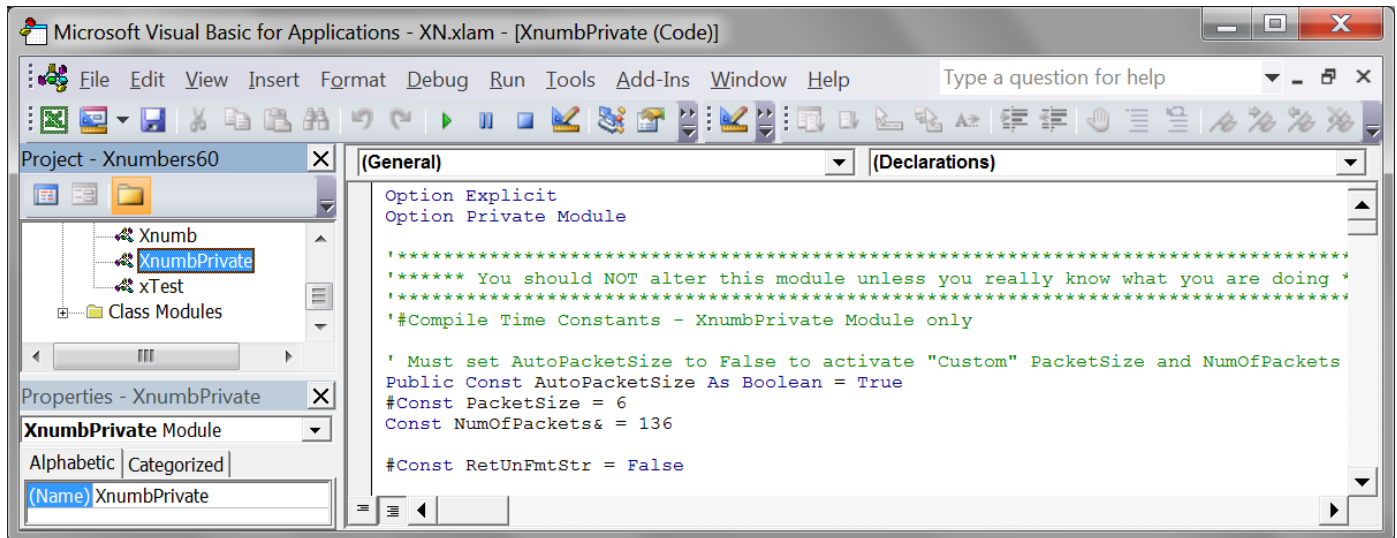 Microsoft Visual Basic for Applications - XN.xlam - [XnumbPrivate (Code)]
File Edit View Insert Format Debug Run Tools Add-Ins Window Help Type a question for help
Project - Xnumbers60
Xnumb
XnumbPrivate
xTest
Class Modules
Properties - XnumbPrivate
XnumbPrivate Module
Alphabetic Categorized
(Name) XnumbPrivate
(General) (Declarations)
Option Explicit
Option Private Module
'*********************************************************************************
'****** You should NOT alter this module unless you really know what you are doing *
'*********************************************************************************
'#Compile Time Constants - XnumbPrivate Module only
' Must set AutoPacketSize to False to activate "Custom" PacketSize and NumOfPackets
Public Const AutoPacketSize As Boolean = True
#Const PacketSize = 6
Const NumOfPackets& = 136
#Const RetUnFmtStr = False